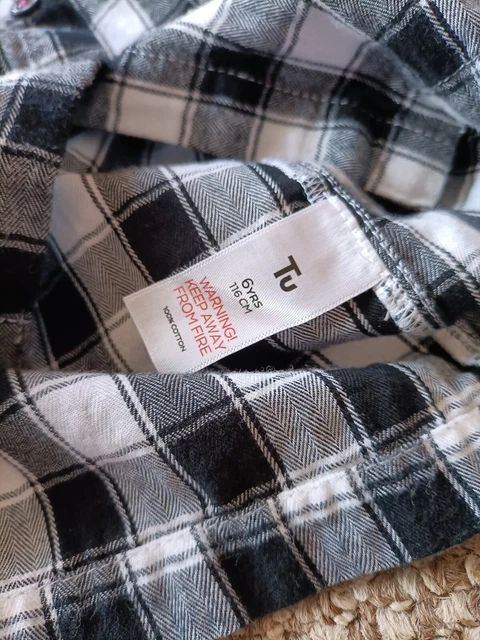 Tu
6YRS
116 CM
WARNING!
KEEP AWAY
FROM FIRE
100% COTTON